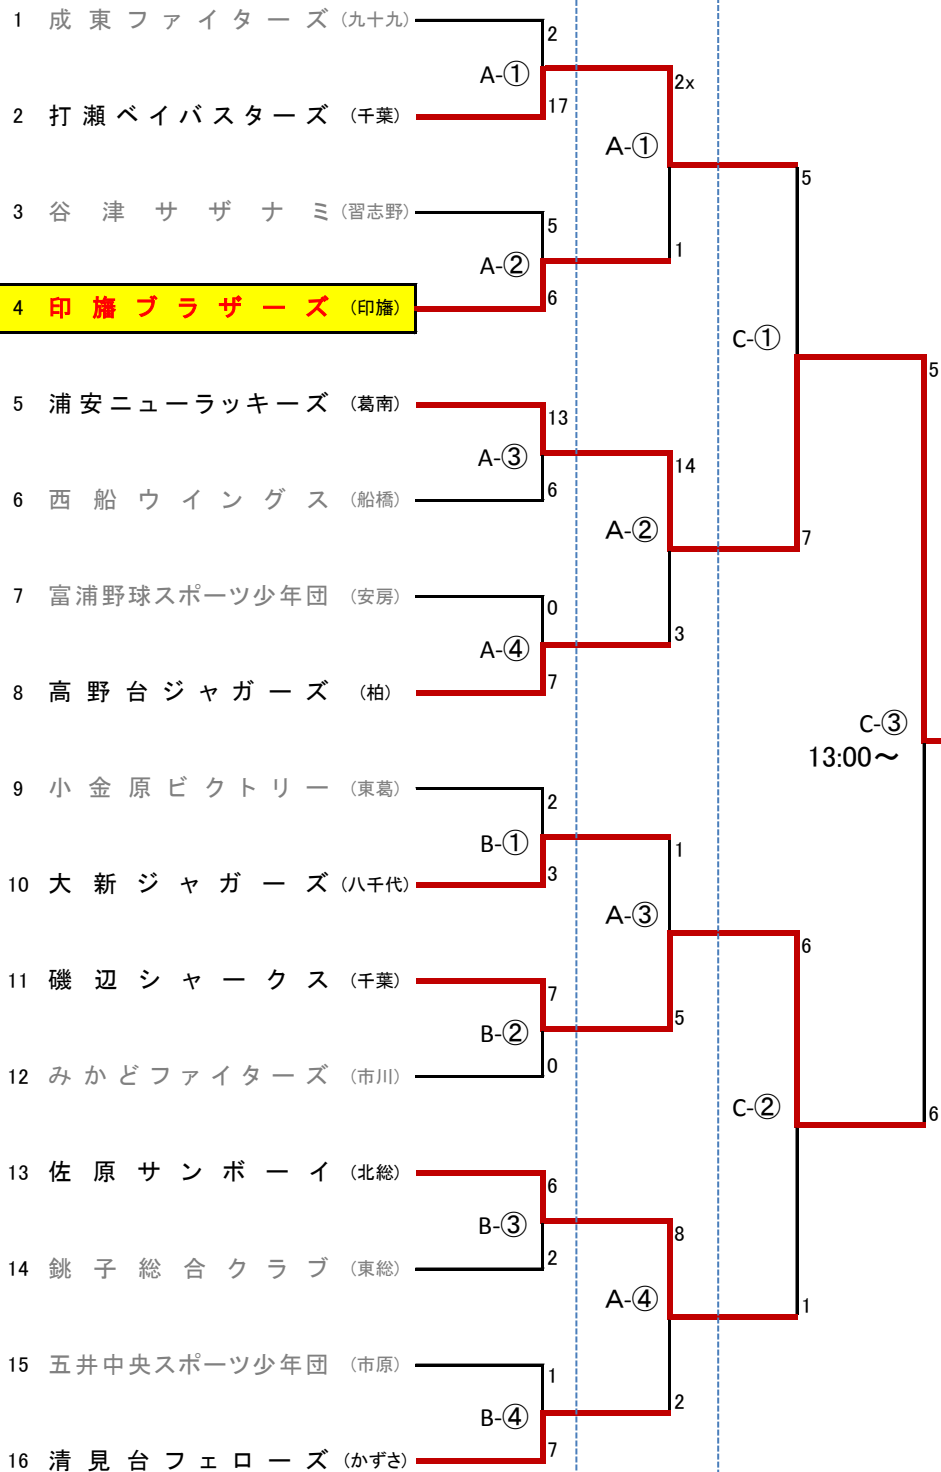 1 成東ファイターズ (九十九)
2
A-①
17
2x
2 打瀬ベイバスターズ (千葉)
A-①
5
3 谷津サザナミ (習志野)
5
A-②
1
6
4 印旛ブラザーズ (印旛)
C-①
5
5 浦安ニューラッキーズ (葛南)
13
A-③
14
6
6 西船ウイングス (船橋)
A-②
7
7 富浦野球スポーツ少年団 (安房)
0
A-④
3
7
8 高野台ジャガーズ (柏)
C-③
13:00～
9 小金原ビクトリー (東葛)
2
B-①
1
3
10 大新ジャガーズ (八千代)
A-③
6
11 磯辺シャークス (千葉)
7
B-②
5
0
12 みかどファイターズ (市川)
C-②
6
13 佐原サンボーイ (北総)
6
B-③
8
2
14 銚子総合クラブ (東総)
A-④
1
15 五井中央スポーツ少年団 (市原)
1
B-④
2
7
16 清見台フェローズ (かずさ)